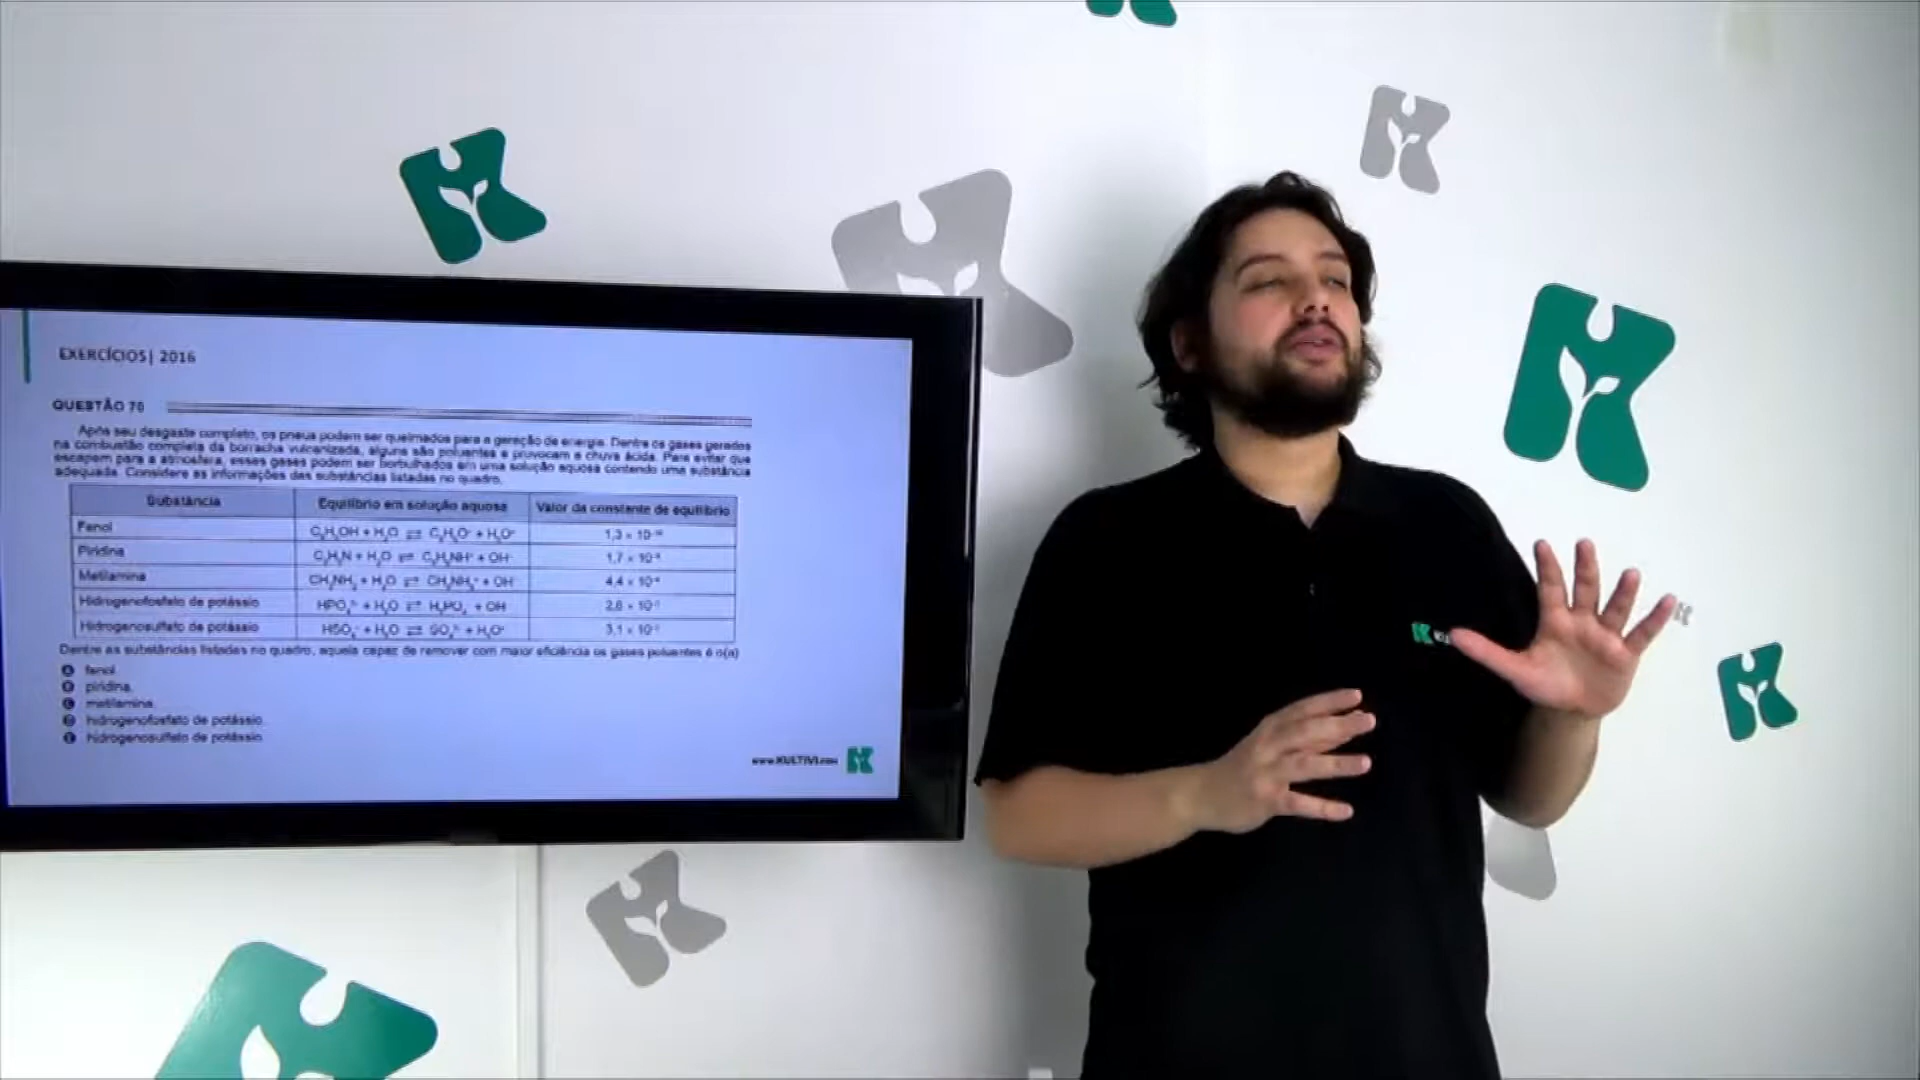 EXERCÍCIOS| 2016
QUESTÃO 70
Após seu desgaste completo, os pneus podem ser queimados para a geração de energia. Dentre os gases gerados
na combustão completa da borracha vulcanizada, alguns são poluentes e provocam a chuva ácida. Para evitar que
escapem para a atmosfera, esses gases podem ser borbulhados em uma solução aquosa contendo uma substância
adequada. Considere as informações das substâncias listadas no quadro.
Substância Equilíbrio em solução aquosa Valor da constante de equilíbrio
Fenol
Piridina
Metilamina
Hidrogenofosfato de potássio
Hidrogenosulfato de potássio
Dentre as substâncias listadas no quadro, aquela capaz de remover com maior eficiência os gases poluentes é o(a)
A fenol.
B piridina.
C metilamina.
D hidrogenofosfato de potássio.
E hidrogenosulfato de potássio
www.KULTIVI.com